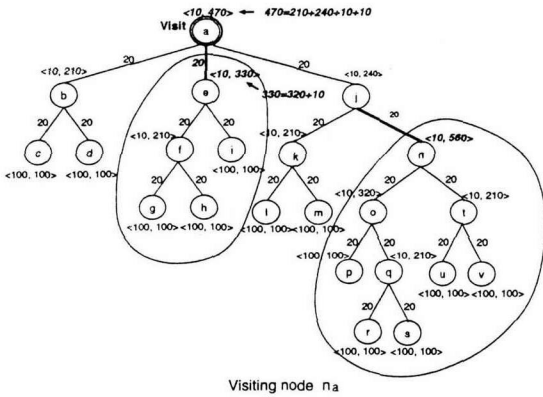 <10, 470> 470=210+240+10+10
Visit a
20 20 20
<10, 210> <10, 330> <10, 240>
b e j
330=320+10
20 20 20 20 20 20
<10, 210> <10, 210> <10, 560>
c d f i k n
<100, 100> <100, 100> <100, 100>
20 20 20 20 20 20
<10, 320> <10, 210>
g h l m o t
<100, 100> <100, 100> <100, 100> <100, 100>
20 20 20 20
<100, 100> <10, 210>
p q u v
<100, 100> <100, 100>
20 20
r s
<100, 100> <100, 100>
Visiting node na